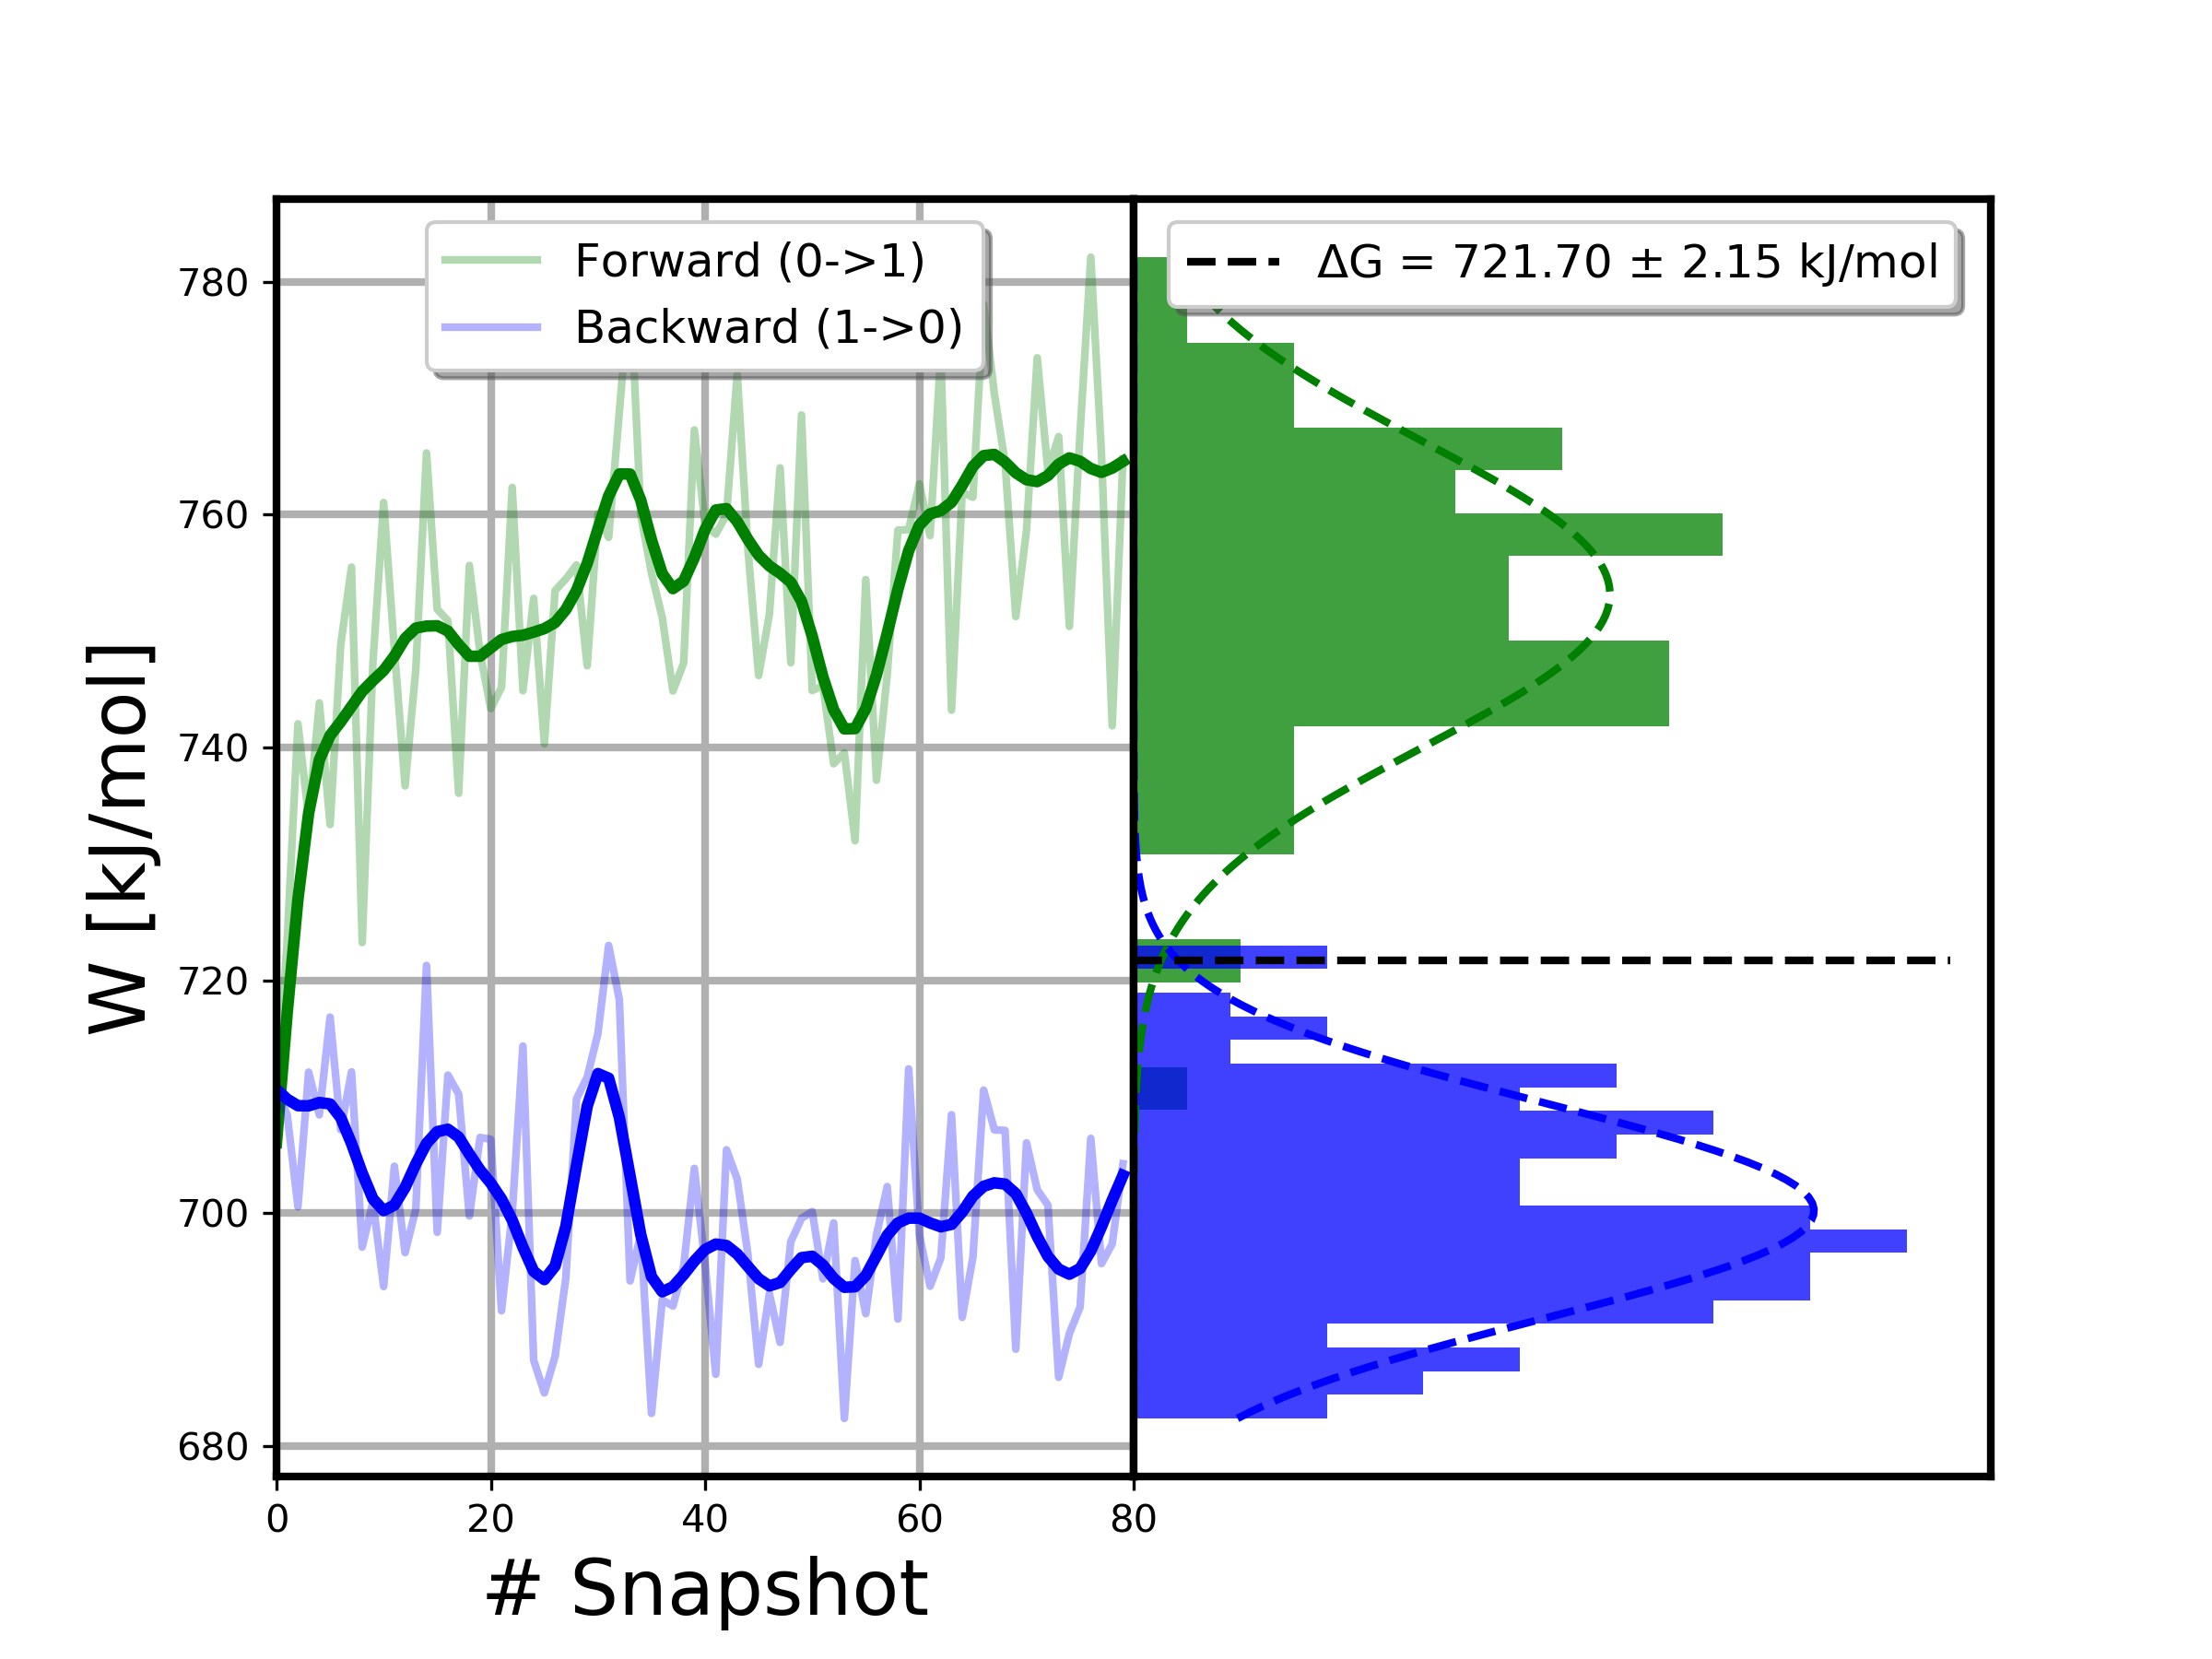 Forward (0->1)
Backward (1->0)
ΔG = 721.70 ± 2.15 kJ/mol
780
760
740
720
700
680
W [kJ/mol]
0 20 40 60 80
# Snapshot